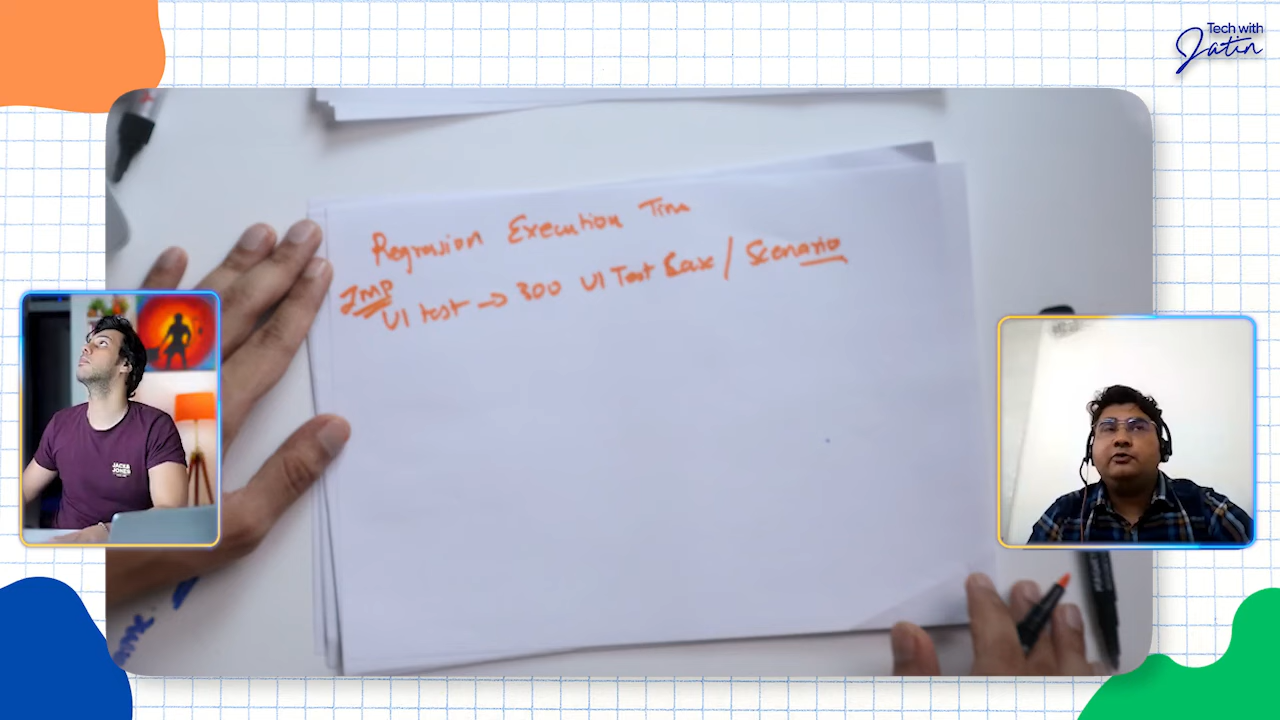 Tech with
Jatin
Regression Execution Time
IMP
UI test → 300 UI Test Case / Scenario
JACK &
JONES